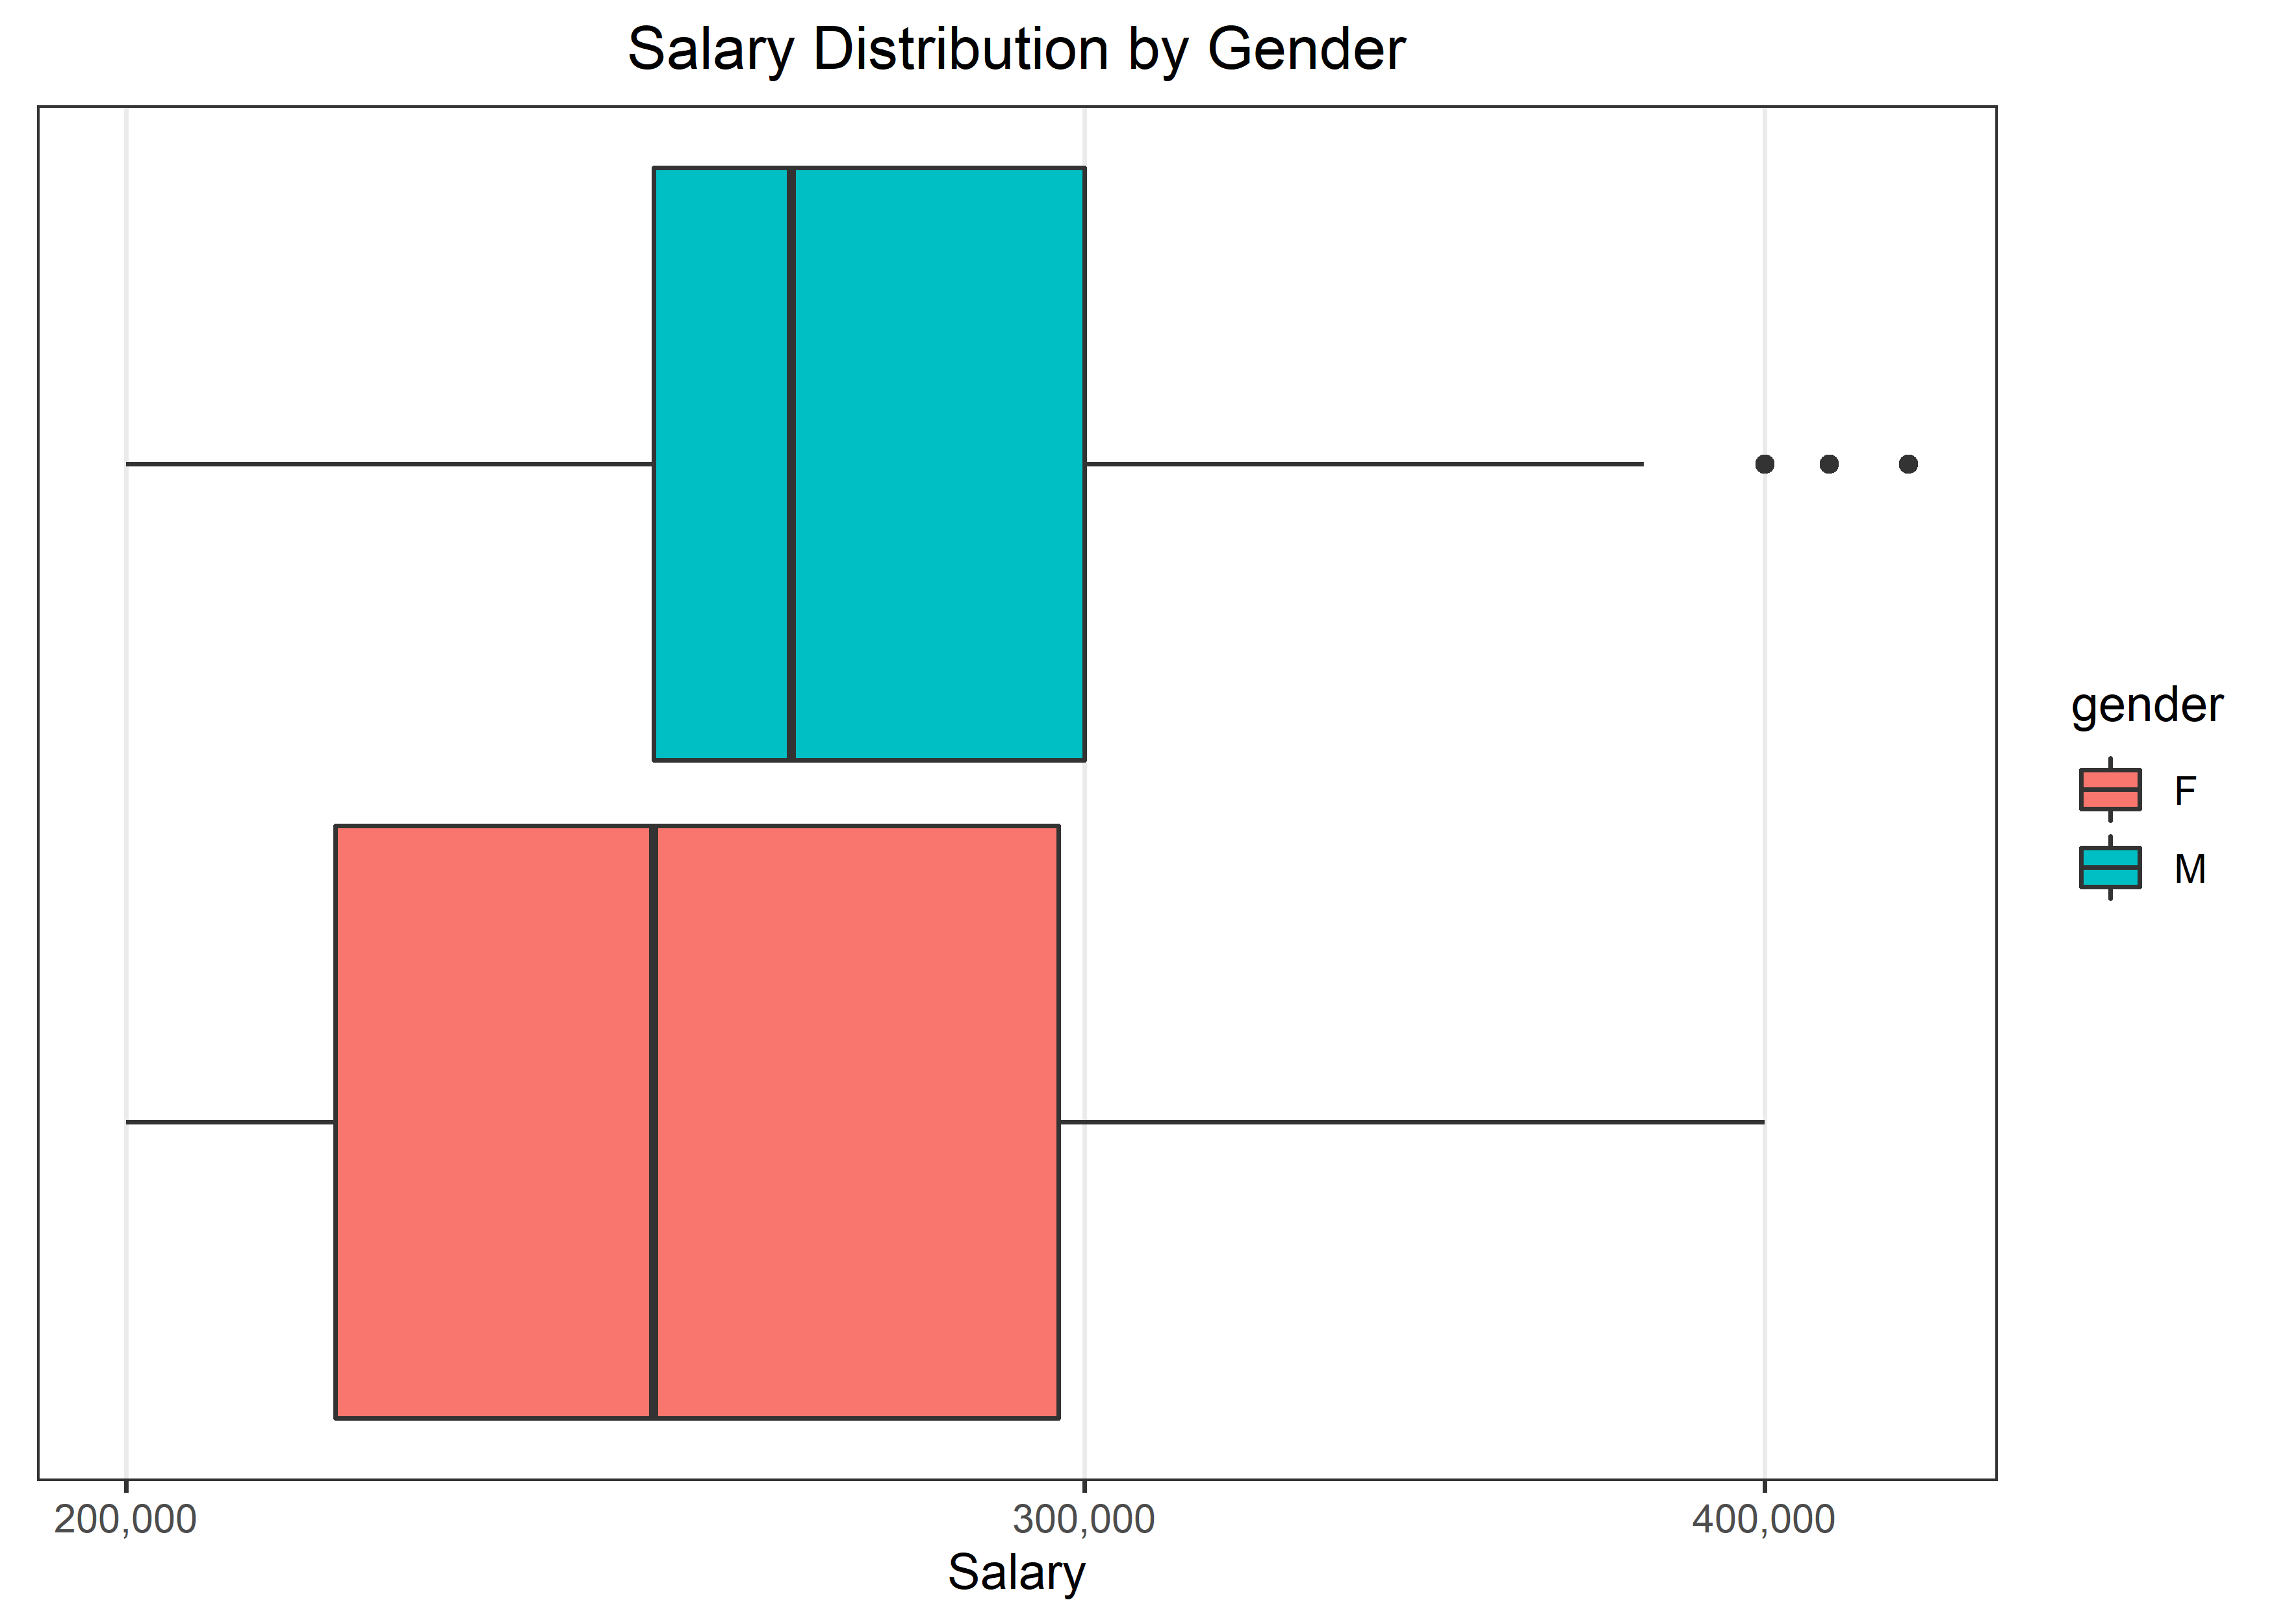 Salary Distribution by Gender
gender
F
M
200,000
300,000
400,000
Salary